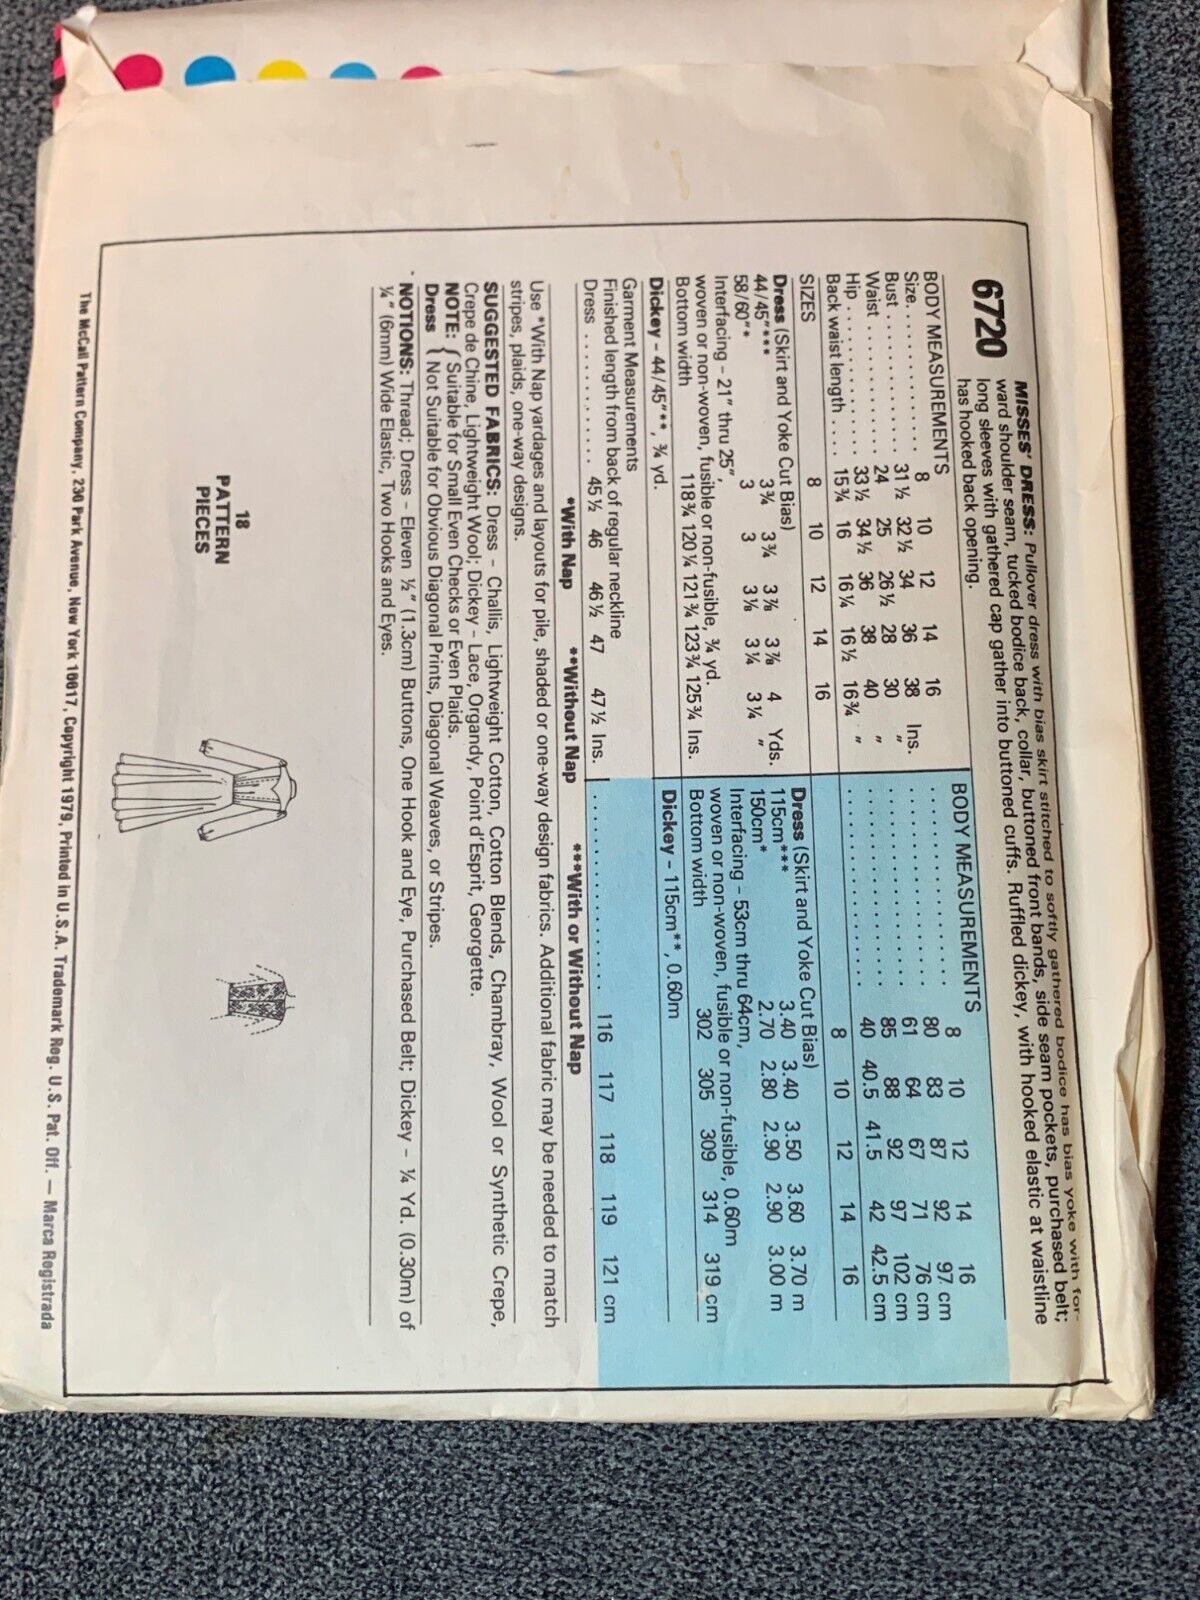 6720
MISSES' DRESS: Pullover dress with bias skirt stitched to softly gathered bodice has bias yoke with for-
ward shoulder seam, tucked bodice back, collar, buttoned front bands, side seam pockets, purchased belt;
long sleeves with gathered cap gather into buttoned cuffs. Ruffled dickey, with hooked elastic at waistline
has hooked back opening.
BODY MEASUREMENTS
Size. . . . . . . . . . . 8 10 12 14 16
Bust . . . . . . . . . . . 31½ 32½ 34 36 38 Ins.
Waist . . . . . . . . . . 24 25 26½ 28 30 "
Hip . . . . . . . . . . . 33½ 34½ 36 38 40 "
Back waist length . . . . 15¾ 16 16¼ 16½ 16¾ "
SIZES 8 10 12 14 16
Dress (Skirt and Yoke Cut Bias)
44/45"*** 3¾ 3¾ 3⅞ 3⅞ 4 Yds.
58/60"* 3 3 3⅛ 3¼ 3¼ "
Interfacing – 21" thru 25",
woven or non-woven, fusible or non-fusible, ¾ yd.
Bottom width 118¾ 120¼ 121¾ 123¾ 125¾ Ins.
Dickey – 44/45"**, ¾ yd.
Garment Measurements
Finished length from back of regular neckline
Dress . . . . . . . . . . 45½ 46 46½ 47 47½ Ins.
BODY MEASUREMENTS
8 10 12 14 16
. . . . . . . . . . 80 83 87 92 97 cm
. . . . . . . . . . 61 64 67 71 76 cm
. . . . . . . . . . 85 88 92 97 102 cm
. . . . . . . . . . 40 40.5 41.5 42 42.5 cm
8 10 12 14 16
Dress (Skirt and Yoke Cut Bias)
115cm*** 3.40 3.40 3.50 3.60 3.70 m
150cm* 2.70 2.80 2.90 2.90 3.00 m
Interfacing – 53cm thru 64cm,
woven or non-woven, fusible or non-fusible, 0.60m
Bottom width 302 305 309 314 319 cm
Dickey – 115cm**, 0.60m
. . . . . . . . . . 116 117 118 119 121 cm
*With Nap **Without Nap ***With or Without Nap
Use *With Nap yardages and layouts for pile, shaded or one-way design fabrics. Additional fabric may be needed to match
stripes, plaids, one-way designs.
SUGGESTED FABRICS: Dress – Challis, Lightweight Cotton, Cotton Blends, Chambray, Wool or Synthetic Crepe,
Crepe de Chine, Lightweight Wool; Dickey – Lace, Organdy, Point d'Esprit, Georgette.
NOTE: { Suitable for Small Even Checks or Even Plaids.
Dress { Not Suitable for Obvious Diagonal Prints, Diagonal Weaves, or Stripes.
NOTIONS: Thread; Dress – Eleven ½" (1.3cm) Buttons, One Hook and Eye, Purchased Belt; Dickey – ¼ Yd. (0.30m) of
¼" (6mm) Wide Elastic, Two Hooks and Eyes.
18
PATTERN
PIECES
The McCall Pattern Company, 230 Park Avenue, New York 10017, Copyright 1979, Printed in U.S.A. Trademark Reg. U.S. Pat. Off. — Marca Registrada